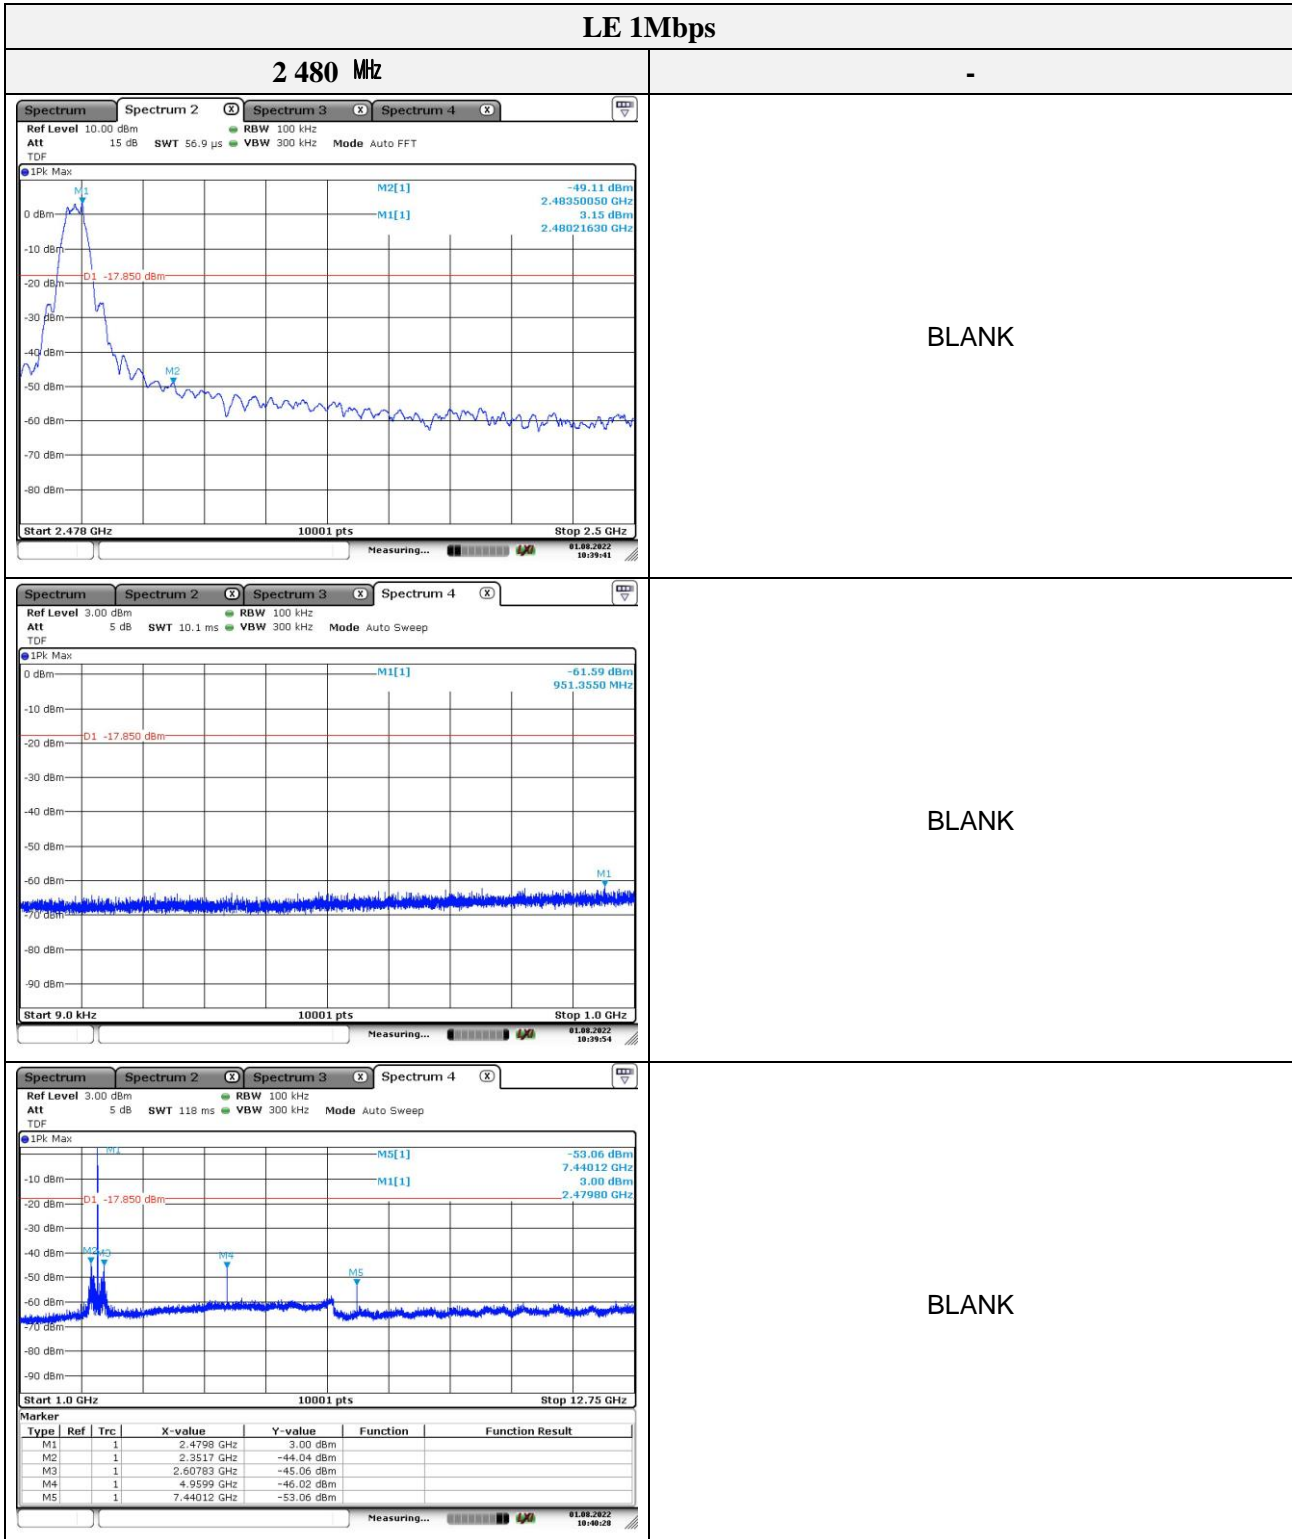 LE 1Mbps
2 480 ㎒ -
Spectrum Spectrum 2 X Spectrum 3 X Spectrum 4 X
Ref Level 10.00 dBm RBW 100 kHz
Att 15 dB SWT 56.9 µs VBW 300 kHz Mode Auto FFT
TDF
1Pk Max
M1 M2[1] -49.11 dBm
2.48350050 GHz
0 dBm M1[1] 3.15 dBm
2.48021630 GHz
-10 dBm
D1 -17.850 dBm
-20 dBm
-30 dBm
-40 dBm
M2
-50 dBm
-60 dBm
-70 dBm
-80 dBm
Start 2.478 GHz 10001 pts Stop 2.5 GHz
Measuring... LXI 01.08.2022
10:39:41
BLANK
Spectrum Spectrum 2 X Spectrum 3 X Spectrum 4 X
Ref Level 3.00 dBm RBW 100 kHz
Att 5 dB SWT 10.1 ms VBW 300 kHz Mode Auto Sweep
TDF
1Pk Max
0 dBm M1[1] -61.59 dBm
951.3550 MHz
-10 dBm
D1 -17.850 dBm
-20 dBm
-30 dBm
-40 dBm
-50 dBm
-60 dBm M1
-70 dBm
-80 dBm
-90 dBm
Start 9.0 kHz 10001 pts Stop 1.0 GHz
Measuring... LXI 01.08.2022
10:39:54
BLANK
Spectrum Spectrum 2 X Spectrum 3 X Spectrum 4 X
Ref Level 3.00 dBm RBW 100 kHz
Att 5 dB SWT 118 ms VBW 300 kHz Mode Auto Sweep
TDF
1Pk Max
M1 M5[1] -53.06 dBm
7.44012 GHz
-10 dBm M1[1] 3.00 dBm
2.47980 GHz
D1 -17.850 dBm
-20 dBm
-30 dBm
-40 dBm M2 M3 M4
-50 dBm M5
-60 dBm
-70 dBm
-80 dBm
-90 dBm
Start 1.0 GHz 10001 pts Stop 12.75 GHz
Marker
Type Ref Trc X-value Y-value Function Function Result
M1 1 2.4798 GHz 3.00 dBm
M2 1 2.3517 GHz -44.04 dBm
M3 1 2.60783 GHz -45.06 dBm
M4 1 4.9599 GHz -46.02 dBm
M5 1 7.44012 GHz -53.06 dBm
Measuring... LXI 01.08.2022
10:40:28
BLANK